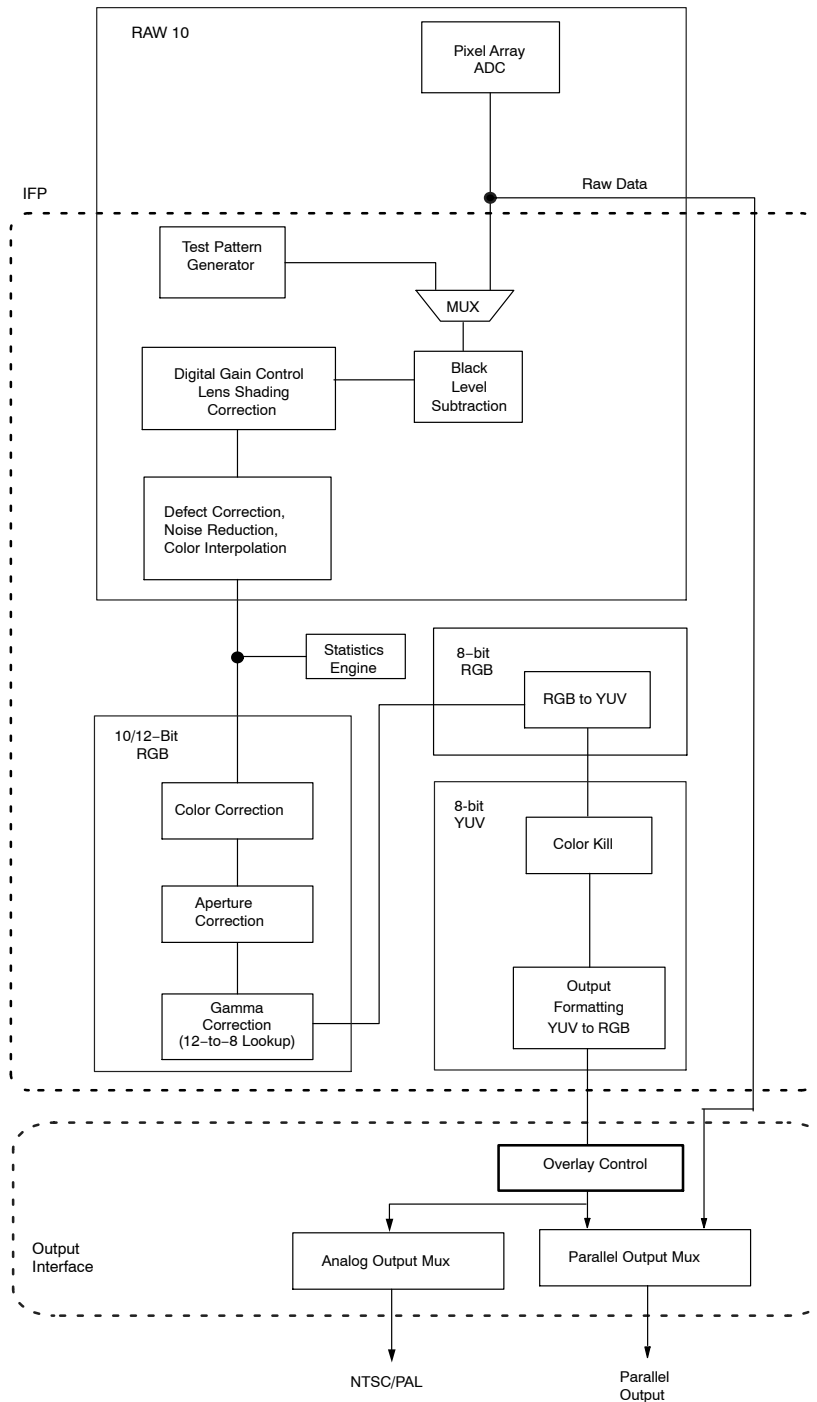 RAW 10
Pixel Array
ADC
Raw Data
IFP
Test Pattern
Generator
MUX
Digital Gain Control
Lens Shading
Correction
Black
Level
Subtraction
Defect Correction,
Noise Reduction,
Color Interpolation
Statistics
Engine
8−bit
RGB
RGB to YUV
10/12−Bit
RGB
Color Correction
8-bit
YUV
Color Kill
Aperture
Correction
Gamma
Correction
(12−to−8 Lookup)
Output
Formatting
YUV to RGB
Overlay Control
Output
Interface
Analog Output Mux
Parallel Output Mux
NTSC/PAL
Parallel
Output